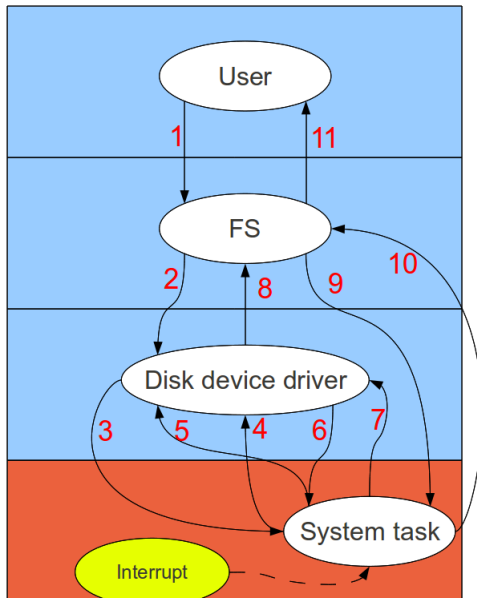 User
1
11
FS
2
8
9
10
Disk device driver
3
5
4
6
7
System task
Interrupt